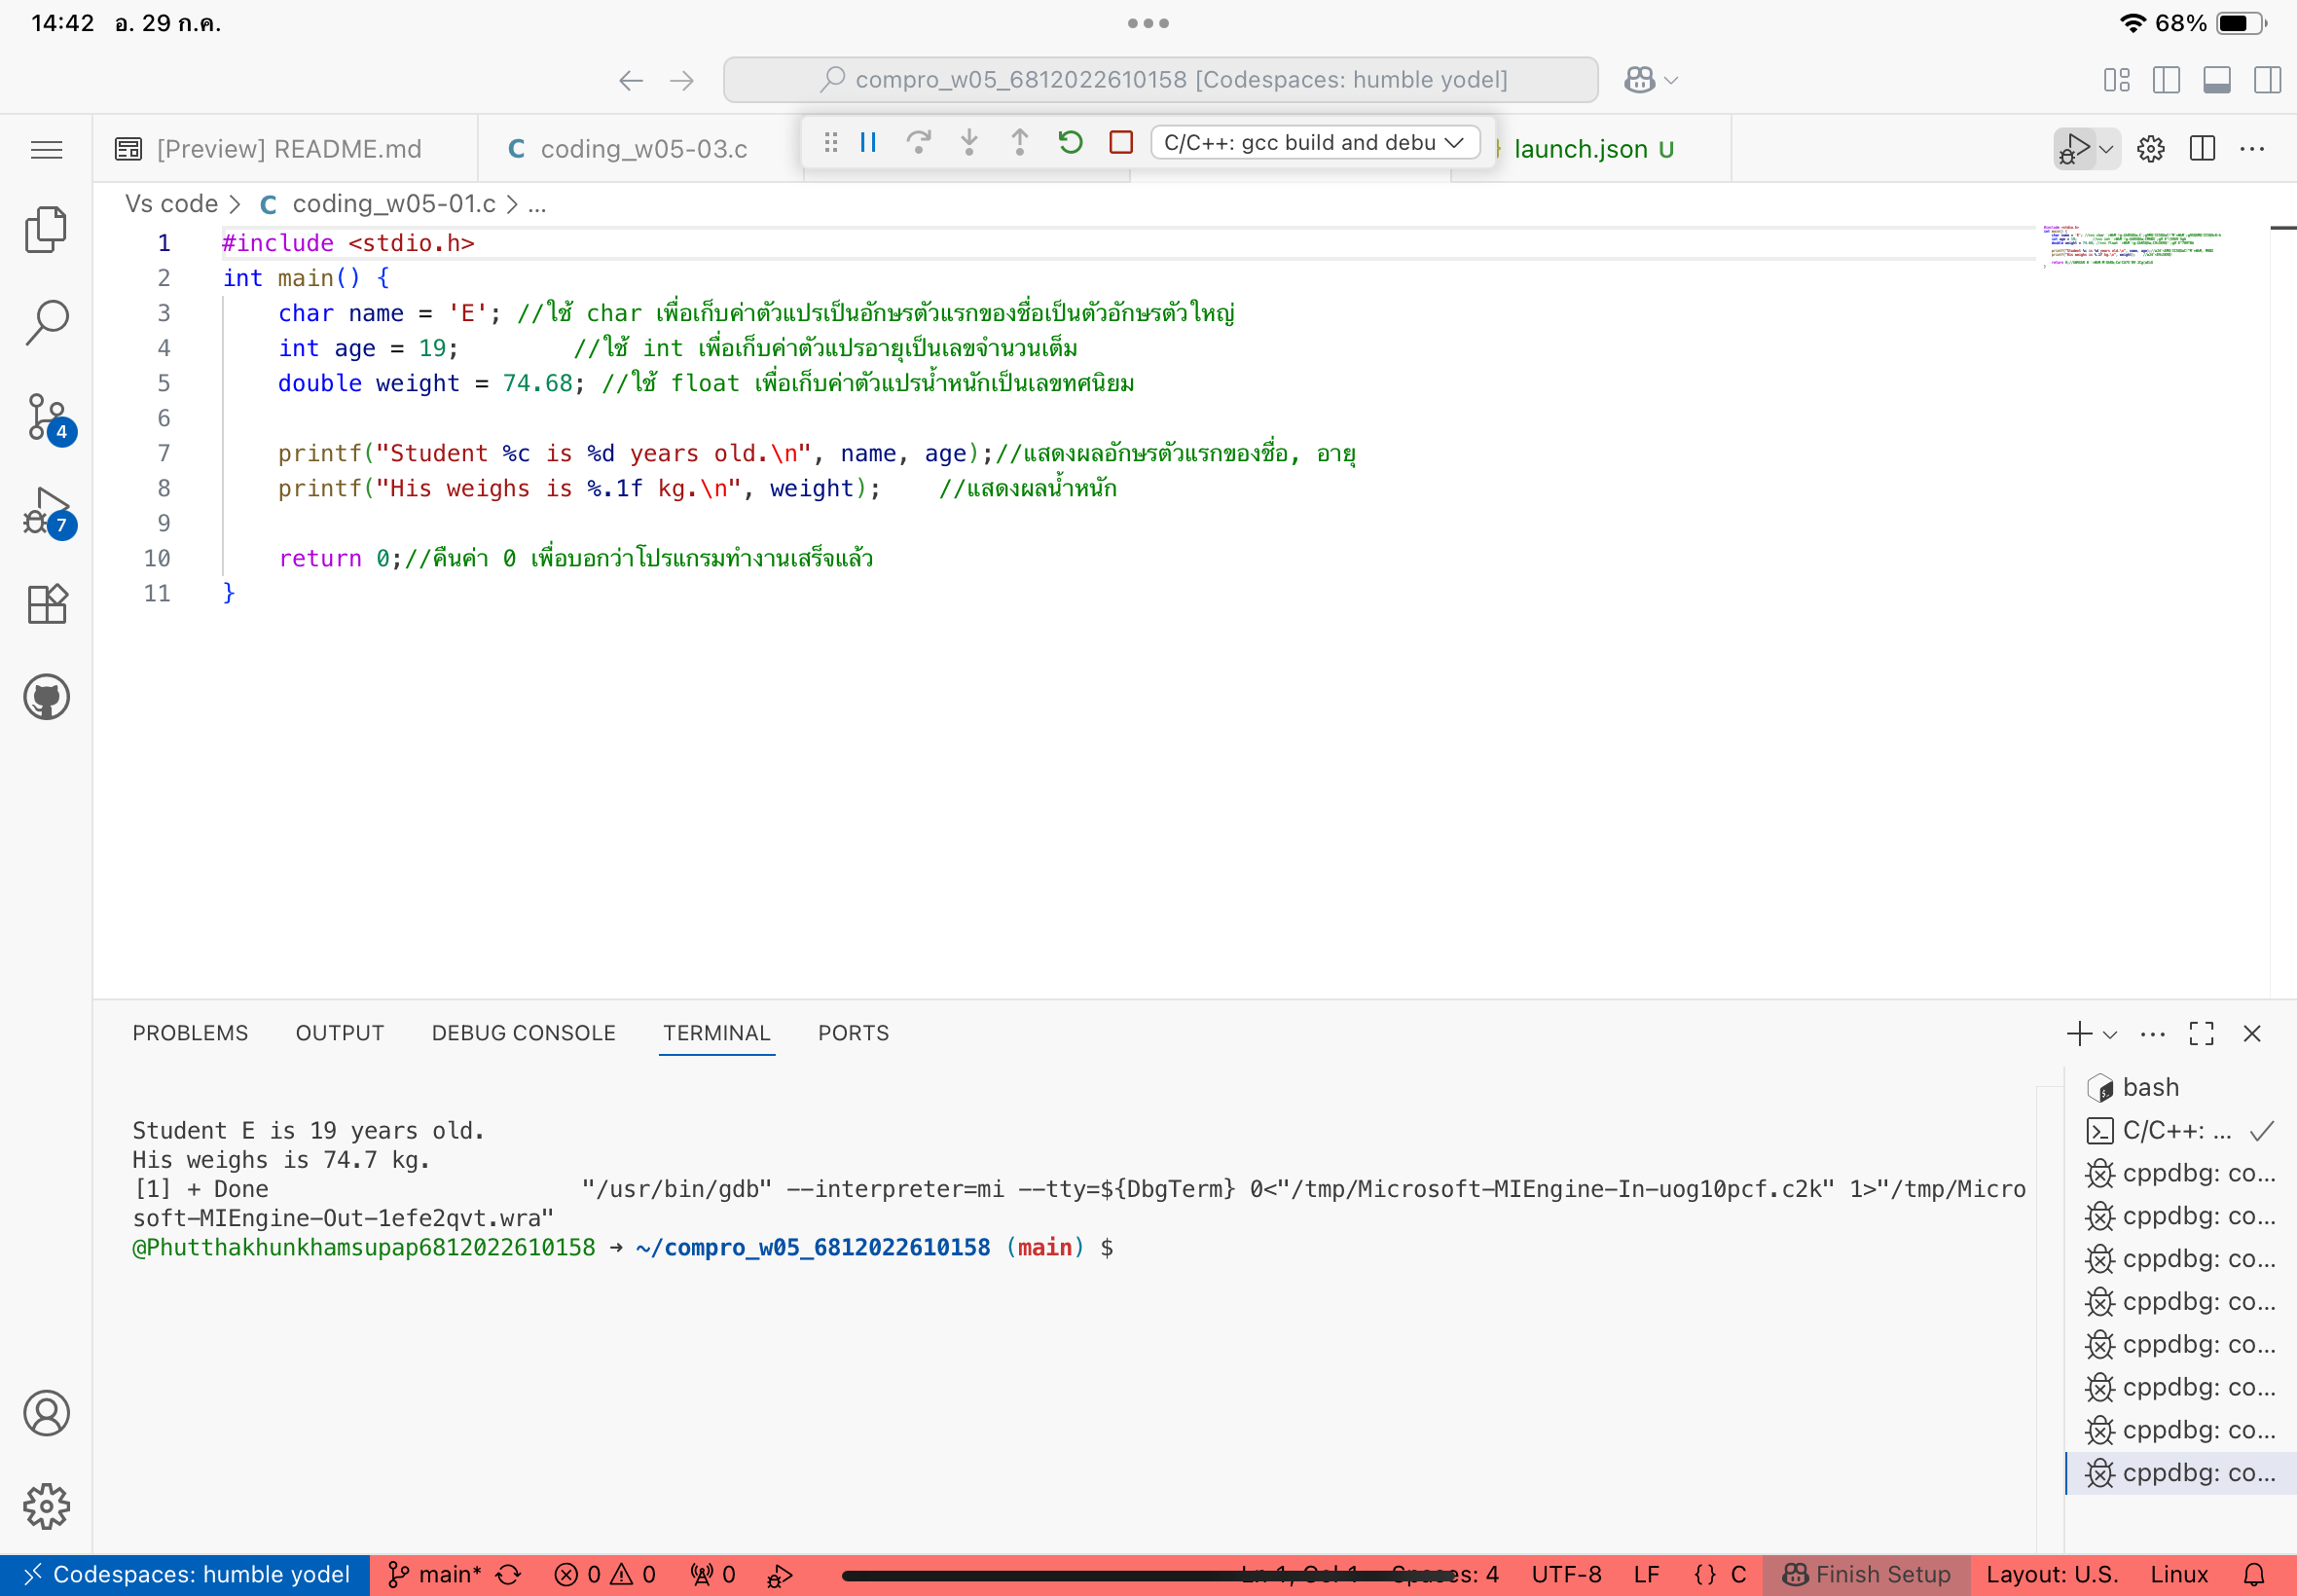 14:42 อ. 29 ก.ค.
68%
compro_w05_6812022610158 [Codespaces: humble yodel]
[Preview] README.md
C coding_w05-03.c
C/C++: gcc build and debu
launch.json U
Vs code > C coding_w05-01.c > ...
1 #include <stdio.h>
2 int main() {
3 char name = 'E'; //ใช้ char เพื่อเก็บค่าตัวแปรเป็นอักษรตัวแรกของชื่อเป็นตัวอักษรตัวใหญ่
4 int age = 19; //ใช้ int เพื่อเก็บค่าตัวแปรอายุเป็นเลขจำนวนเต็ม
5 double weight = 74.68; //ใช้ float เพื่อเก็บค่าตัวแปรน้ำหนักเป็นเลขทศนิยม
6
7 printf("Student %c is %d years old.\n", name, age);//แสดงผลอักษรตัวแรกของชื่อ, อายุ
8 printf("His weighs is %.1f kg.\n", weight); //แสดงผลน้ำหนัก
9
10 return 0;//คืนค่า 0 เพื่อบอกว่าโปรแกรมทำงานเสร็จแล้ว
11 }
4
7
PROBLEMS OUTPUT DEBUG CONSOLE TERMINAL PORTS
Student E is 19 years old.
His weighs is 74.7 kg.
[1] + Done "/usr/bin/gdb" --interpreter=mi --tty=${DbgTerm} 0<"/tmp/Microsoft-MIEngine-In-uog10pcf.c2k" 1>"/tmp/Micro
soft-MIEngine-Out-1efe2qvt.wra"
@Phutthakhunkhamsupap6812022610158 → ~/compro_w05_6812022610158 (main) $
bash
C/C++: ...
cppdbg: co...
cppdbg: co...
cppdbg: co...
cppdbg: co...
cppdbg: co...
cppdbg: co...
cppdbg: co...
cppdbg: co...
Codespaces: humble yodel main* 0 0 0 Ln 1, Col 1 Spaces: 4 UTF-8 LF {} C Finish Setup Layout: U.S. Linux